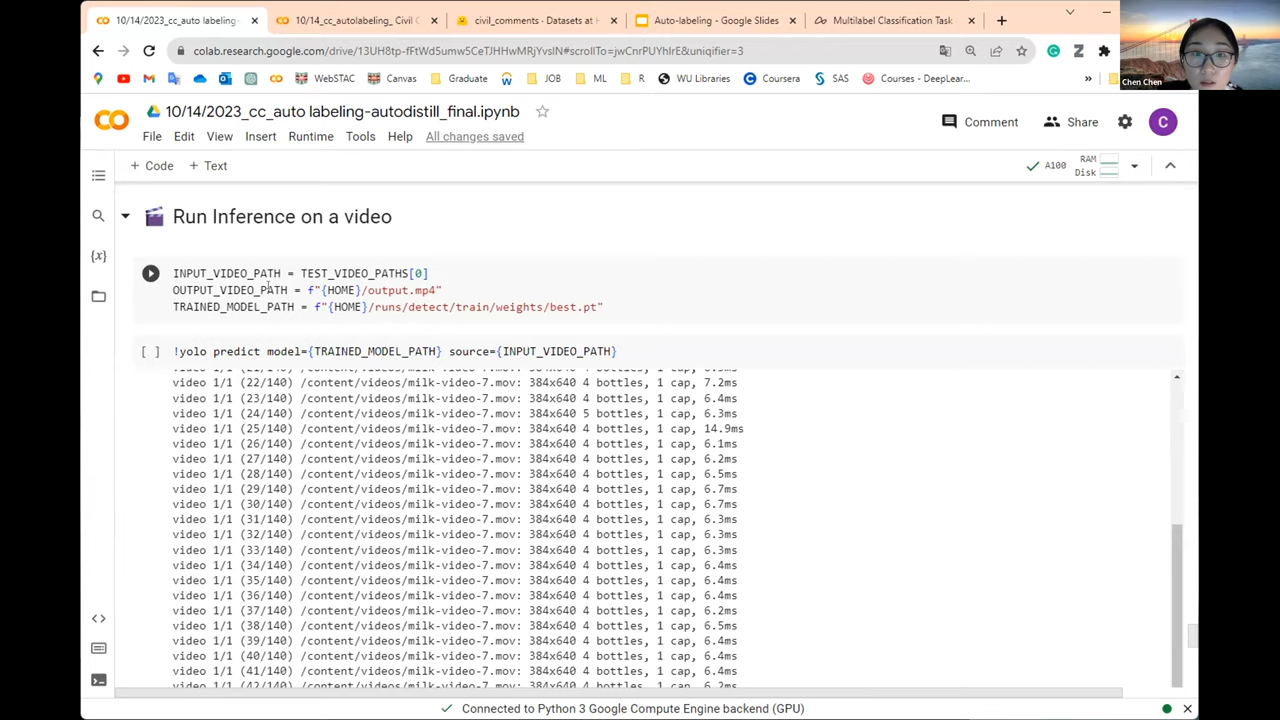 10/14/2023_cc_auto labeling-
10/14_cc_autolabeling_ Civil C
civil_comments · Datasets at H
Auto-labeling - Google Slides
Multilabel Classification Task
colab.research.google.com/drive/13UH8tp-fFtWdSumw5CeTJHHwMRjYvsIN#scrollTo=jwCnrPUYhlrE&uniqifier=3
Chen Chen
WebSTAC
Canvas
Graduate
JOB
ML
R
WU Libraries
Coursera
SAS
Courses - DeepLear...
»
10/14/2023_cc_auto labeling-autodistill_final.ipynb
File Edit View Insert Runtime Tools Help All changes saved
Comment
Share
C
+ Code + Text
A100
RAM
Disk
Run Inference on a video
INPUT_VIDEO_PATH = TEST_VIDEO_PATHS[0]
OUTPUT_VIDEO_PATH = f"{HOME}/output.mp4"
TRAINED_MODEL_PATH = f"{HOME}/runs/detect/train/weights/best.pt"
[ ] !yolo predict model={TRAINED_MODEL_PATH} source={INPUT_VIDEO_PATH}
video 1/1 (22/140) /content/videos/milk-video-7.mov: 384x640 4 bottles, 1 cap, 7.2ms
video 1/1 (23/140) /content/videos/milk-video-7.mov: 384x640 4 bottles, 1 cap, 6.4ms
video 1/1 (24/140) /content/videos/milk-video-7.mov: 384x640 5 bottles, 1 cap, 6.3ms
video 1/1 (25/140) /content/videos/milk-video-7.mov: 384x640 4 bottles, 1 cap, 14.9ms
video 1/1 (26/140) /content/videos/milk-video-7.mov: 384x640 4 bottles, 1 cap, 6.1ms
video 1/1 (27/140) /content/videos/milk-video-7.mov: 384x640 4 bottles, 1 cap, 6.2ms
video 1/1 (28/140) /content/videos/milk-video-7.mov: 384x640 4 bottles, 1 cap, 6.5ms
video 1/1 (29/140) /content/videos/milk-video-7.mov: 384x640 4 bottles, 1 cap, 6.7ms
video 1/1 (30/140) /content/videos/milk-video-7.mov: 384x640 4 bottles, 1 cap, 6.7ms
video 1/1 (31/140) /content/videos/milk-video-7.mov: 384x640 4 bottles, 1 cap, 6.3ms
video 1/1 (32/140) /content/videos/milk-video-7.mov: 384x640 4 bottles, 1 cap, 6.3ms
video 1/1 (33/140) /content/videos/milk-video-7.mov: 384x640 4 bottles, 1 cap, 6.3ms
video 1/1 (34/140) /content/videos/milk-video-7.mov: 384x640 4 bottles, 1 cap, 6.4ms
video 1/1 (35/140) /content/videos/milk-video-7.mov: 384x640 4 bottles, 1 cap, 6.4ms
video 1/1 (36/140) /content/videos/milk-video-7.mov: 384x640 4 bottles, 1 cap, 6.4ms
video 1/1 (37/140) /content/videos/milk-video-7.mov: 384x640 4 bottles, 1 cap, 6.2ms
video 1/1 (38/140) /content/videos/milk-video-7.mov: 384x640 4 bottles, 1 cap, 6.5ms
video 1/1 (39/140) /content/videos/milk-video-7.mov: 384x640 4 bottles, 1 cap, 6.4ms
video 1/1 (40/140) /content/videos/milk-video-7.mov: 384x640 4 bottles, 1 cap, 6.4ms
video 1/1 (41/140) /content/videos/milk-video-7.mov: 384x640 4 bottles, 1 cap, 6.4ms
video 1/1 (42/140) /content/videos/milk-video-7.mov: 384x640 4 bottles, 1 cap, 6.2ms
Connected to Python 3 Google Compute Engine backend (GPU)